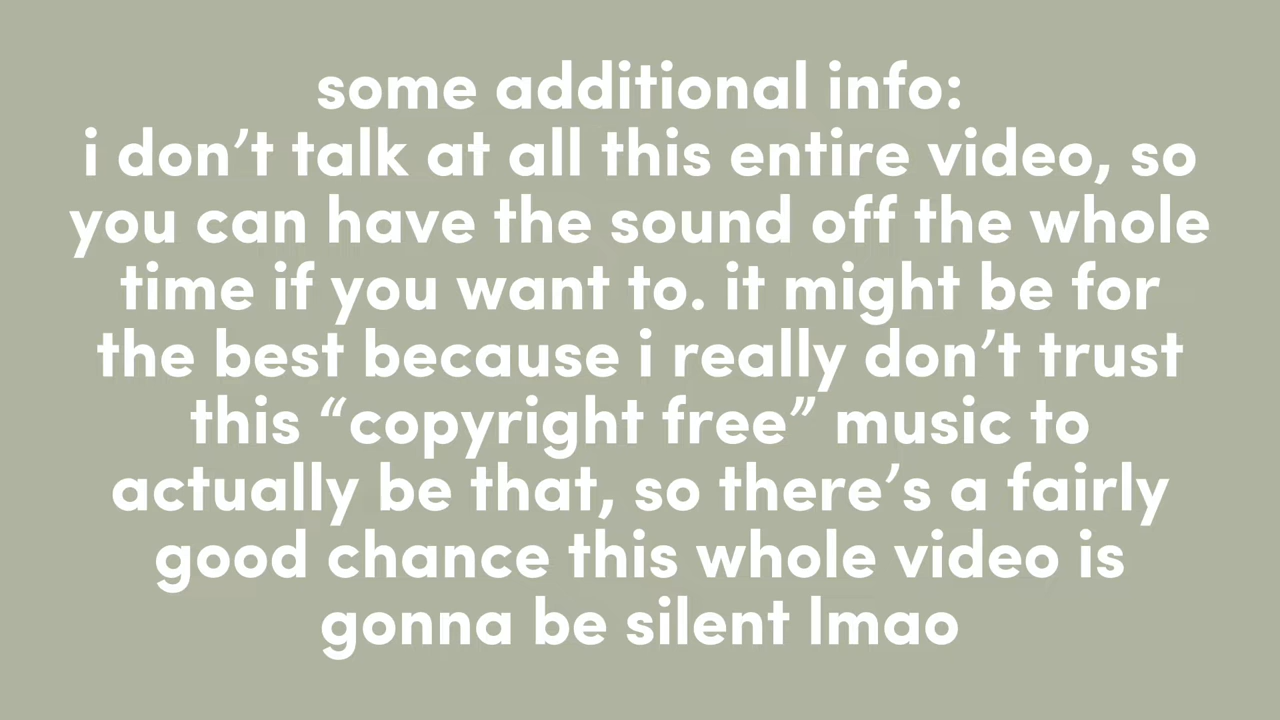 some additional info:
i don’t talk at all this entire video, so
you can have the sound off the whole
time if you want to. it might be for
the best because i really don’t trust
this “copyright free” music to
actually be that, so there’s a fairly
good chance this whole video is
gonna be silent lmao